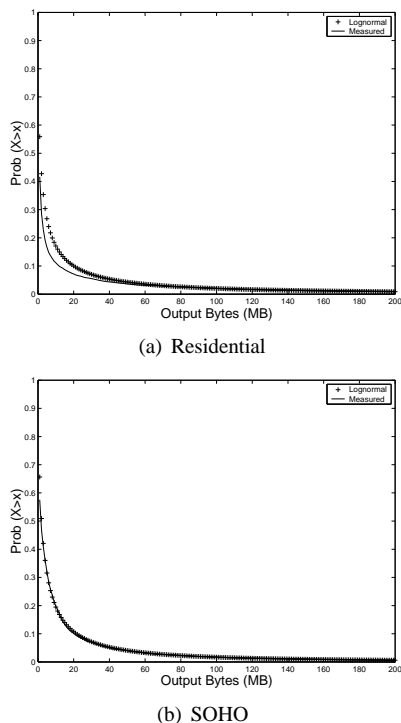 1
0.9
0.8
0.7
0.6
0.5
0.4
0.3
0.2
0.1
0
Prob (X>x)
Lognormal
Measured
0 20 40 60 80 100 120 140 160 180 200
Output Bytes (MB)
(a) Residential
1
0.9
0.8
0.7
0.6
0.5
0.4
0.3
0.2
0.1
0
Prob (X>x)
Lognormal
Measured
0 20 40 60 80 100 120 140 160 180 200
Output Bytes (MB)
(b) SOHO